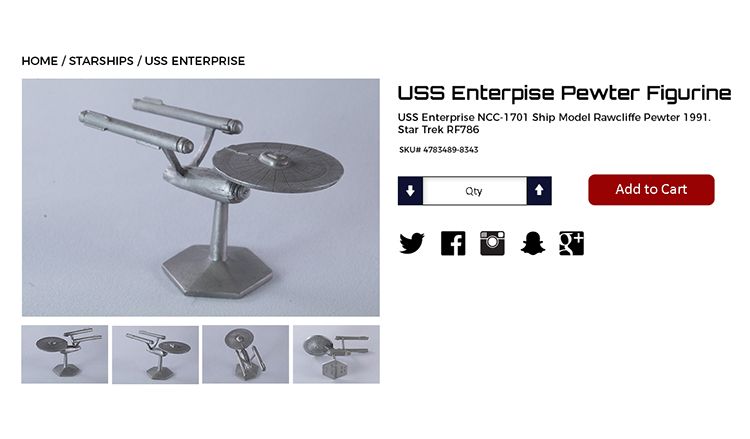 HOME / STARSHIPS / USS ENTERPRISE
USS Enterpise Pewter Figurine
USS Enterprise NCC-1701 Ship Model Rawcliffe Pewter 1991.
Star Trek RF786
SKU# 4783489-8343
Qty
Add to Cart